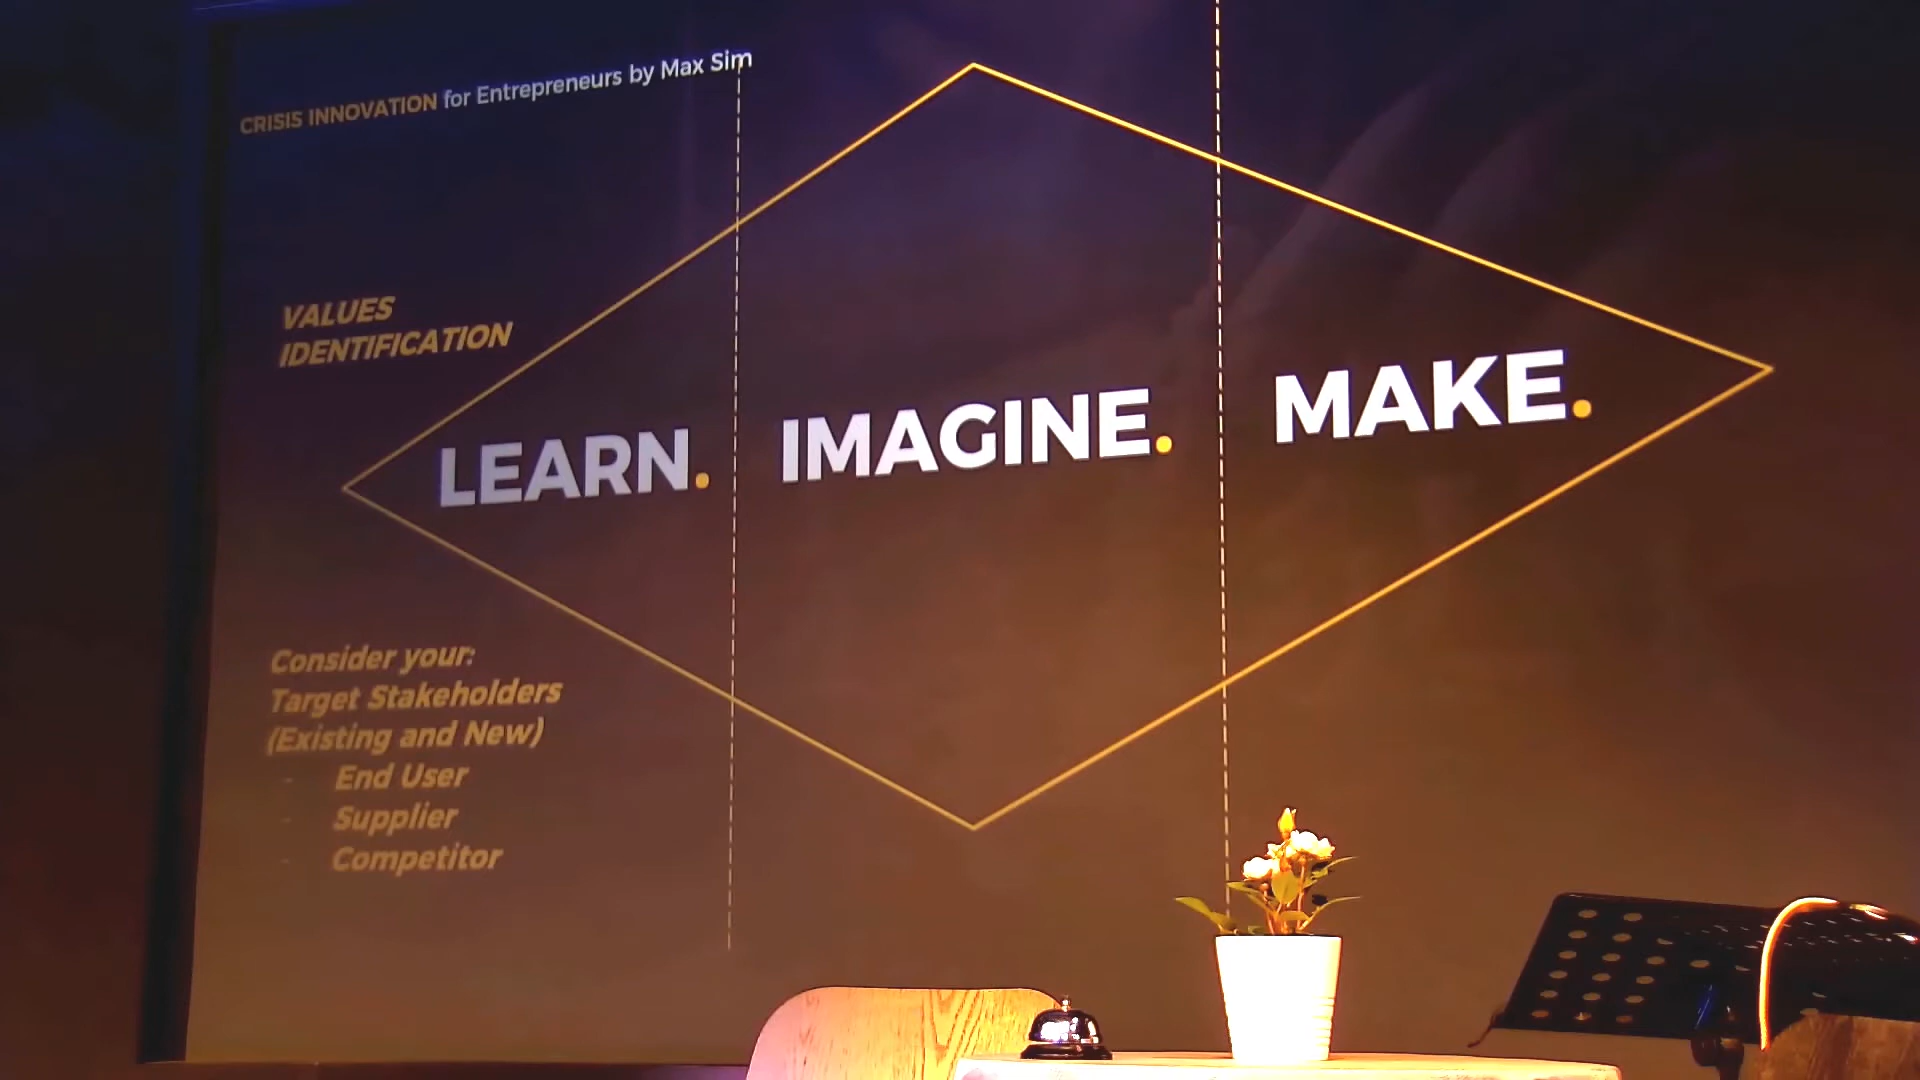 CRISIS INNOVATION for Entrepreneurs by Max Sim
VALUES
IDENTIFICATION
LEARN. IMAGINE. MAKE.
Consider your:
Target Stakeholders
(Existing and New)
- End User
- Supplier
- Competitor